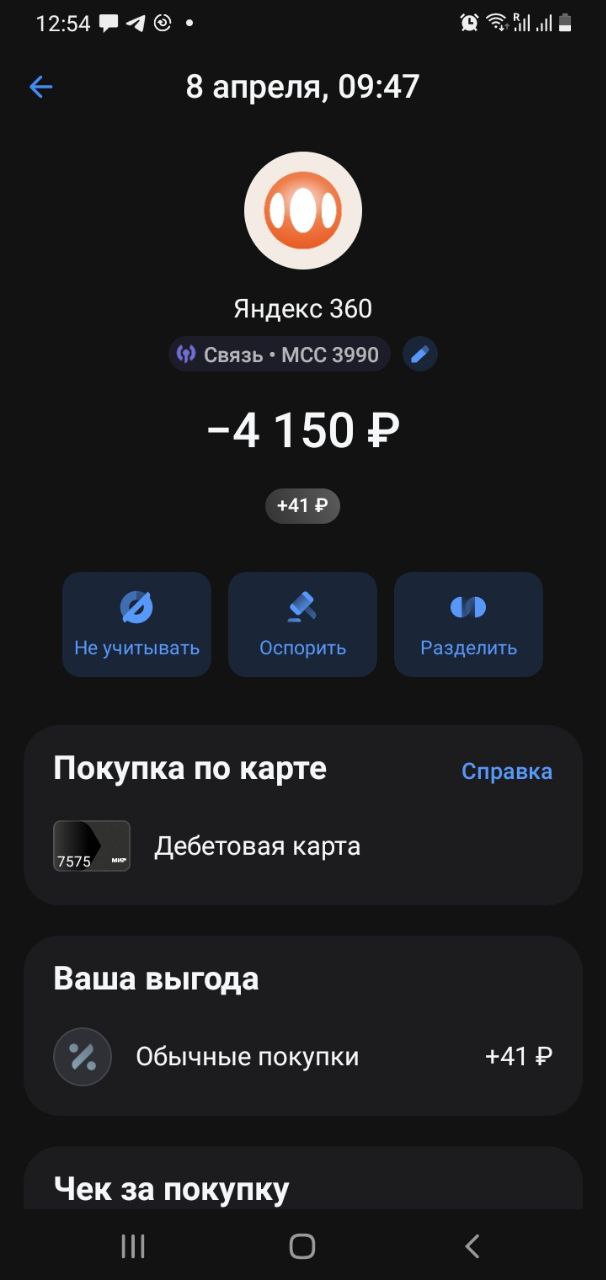 12:54
8 апреля, 09:47
Яндекс 360
Связь • MCC 3990
−4 150 ₽
+41 ₽
Не учитывать
Оспорить
Разделить
Покупка по карте
Справка
7575
МИР
Дебетовая карта
Ваша выгода
Обычные покупки
+41 ₽
Чек за покупку